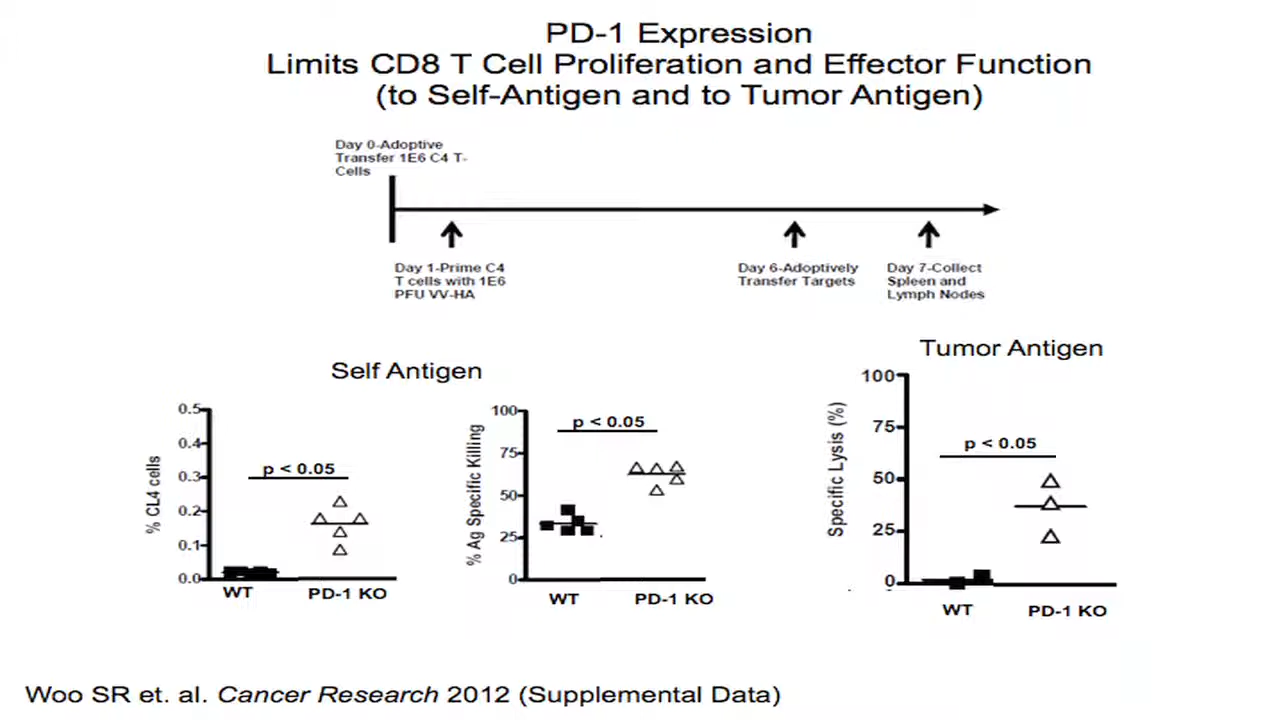 PD-1 Expression
Limits CD8 T Cell Proliferation and Effector Function
(to Self-Antigen and to Tumor Antigen)
Day 0-Adoptive
Transfer 1E6 C4 T-
Cells
Day 1-Prime C4
T cells with 1E6
PFU VV-HA
Day 6-Adoptively
Transfer Targets
Day 7-Collect
Spleen and
Lymph Nodes
Self Antigen
% CL4 cells
0.5
0.4
0.3
0.2
0.1
0.0
p < 0.05
WT
PD-1 KO
% Ag Specific Killing
100
75
50
25
0
p < 0.05
WT
PD-1 KO
Tumor Antigen
Specific Lysis (%)
100
75
50
25
0
p < 0.05
WT
PD-1 KO
Woo SR et. al. Cancer Research 2012 (Supplemental Data)